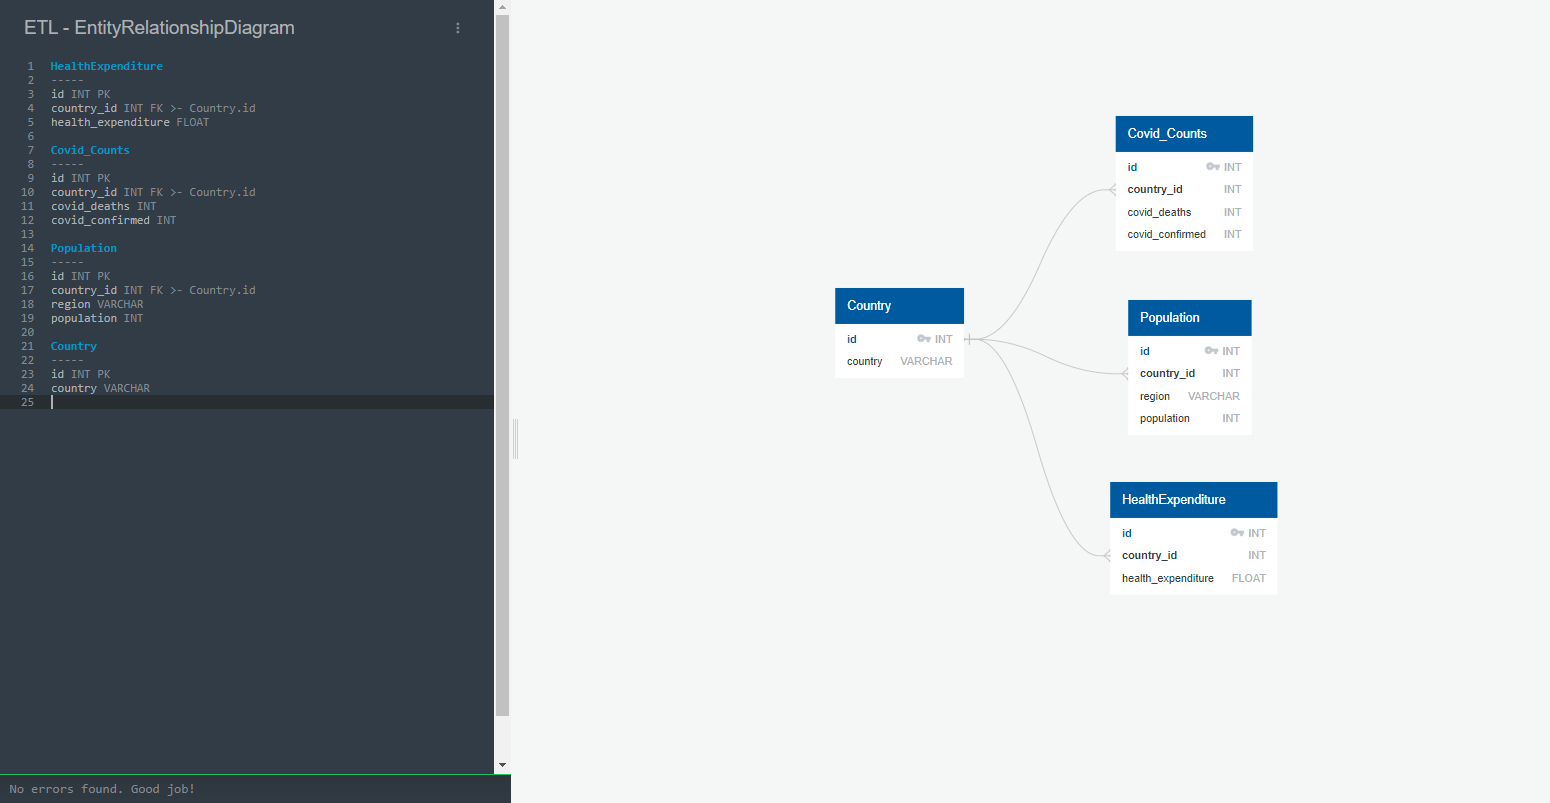 ETL - EntityRelationshipDiagram
1 HealthExpenditure
2 -----
3 id INT PK
4 country_id INT FK >- Country.id
5 health_expenditure FLOAT
6
7 Covid_Counts
8 -----
9 id INT PK
10 country_id INT FK >- Country.id
11 covid_deaths INT
12 covid_confirmed INT
13
14 Population
15 -----
16 id INT PK
17 country_id INT FK >- Country.id
18 region VARCHAR
19 population INT
20
21 Country
22 -----
23 id INT PK
24 country VARCHAR
25
No errors found. Good job!
Country
id INT
country VARCHAR
Covid_Counts
id INT
country_id INT
covid_deaths INT
covid_confirmed INT
Population
id INT
country_id INT
region VARCHAR
population INT
HealthExpenditure
id INT
country_id INT
health_expenditure FLOAT